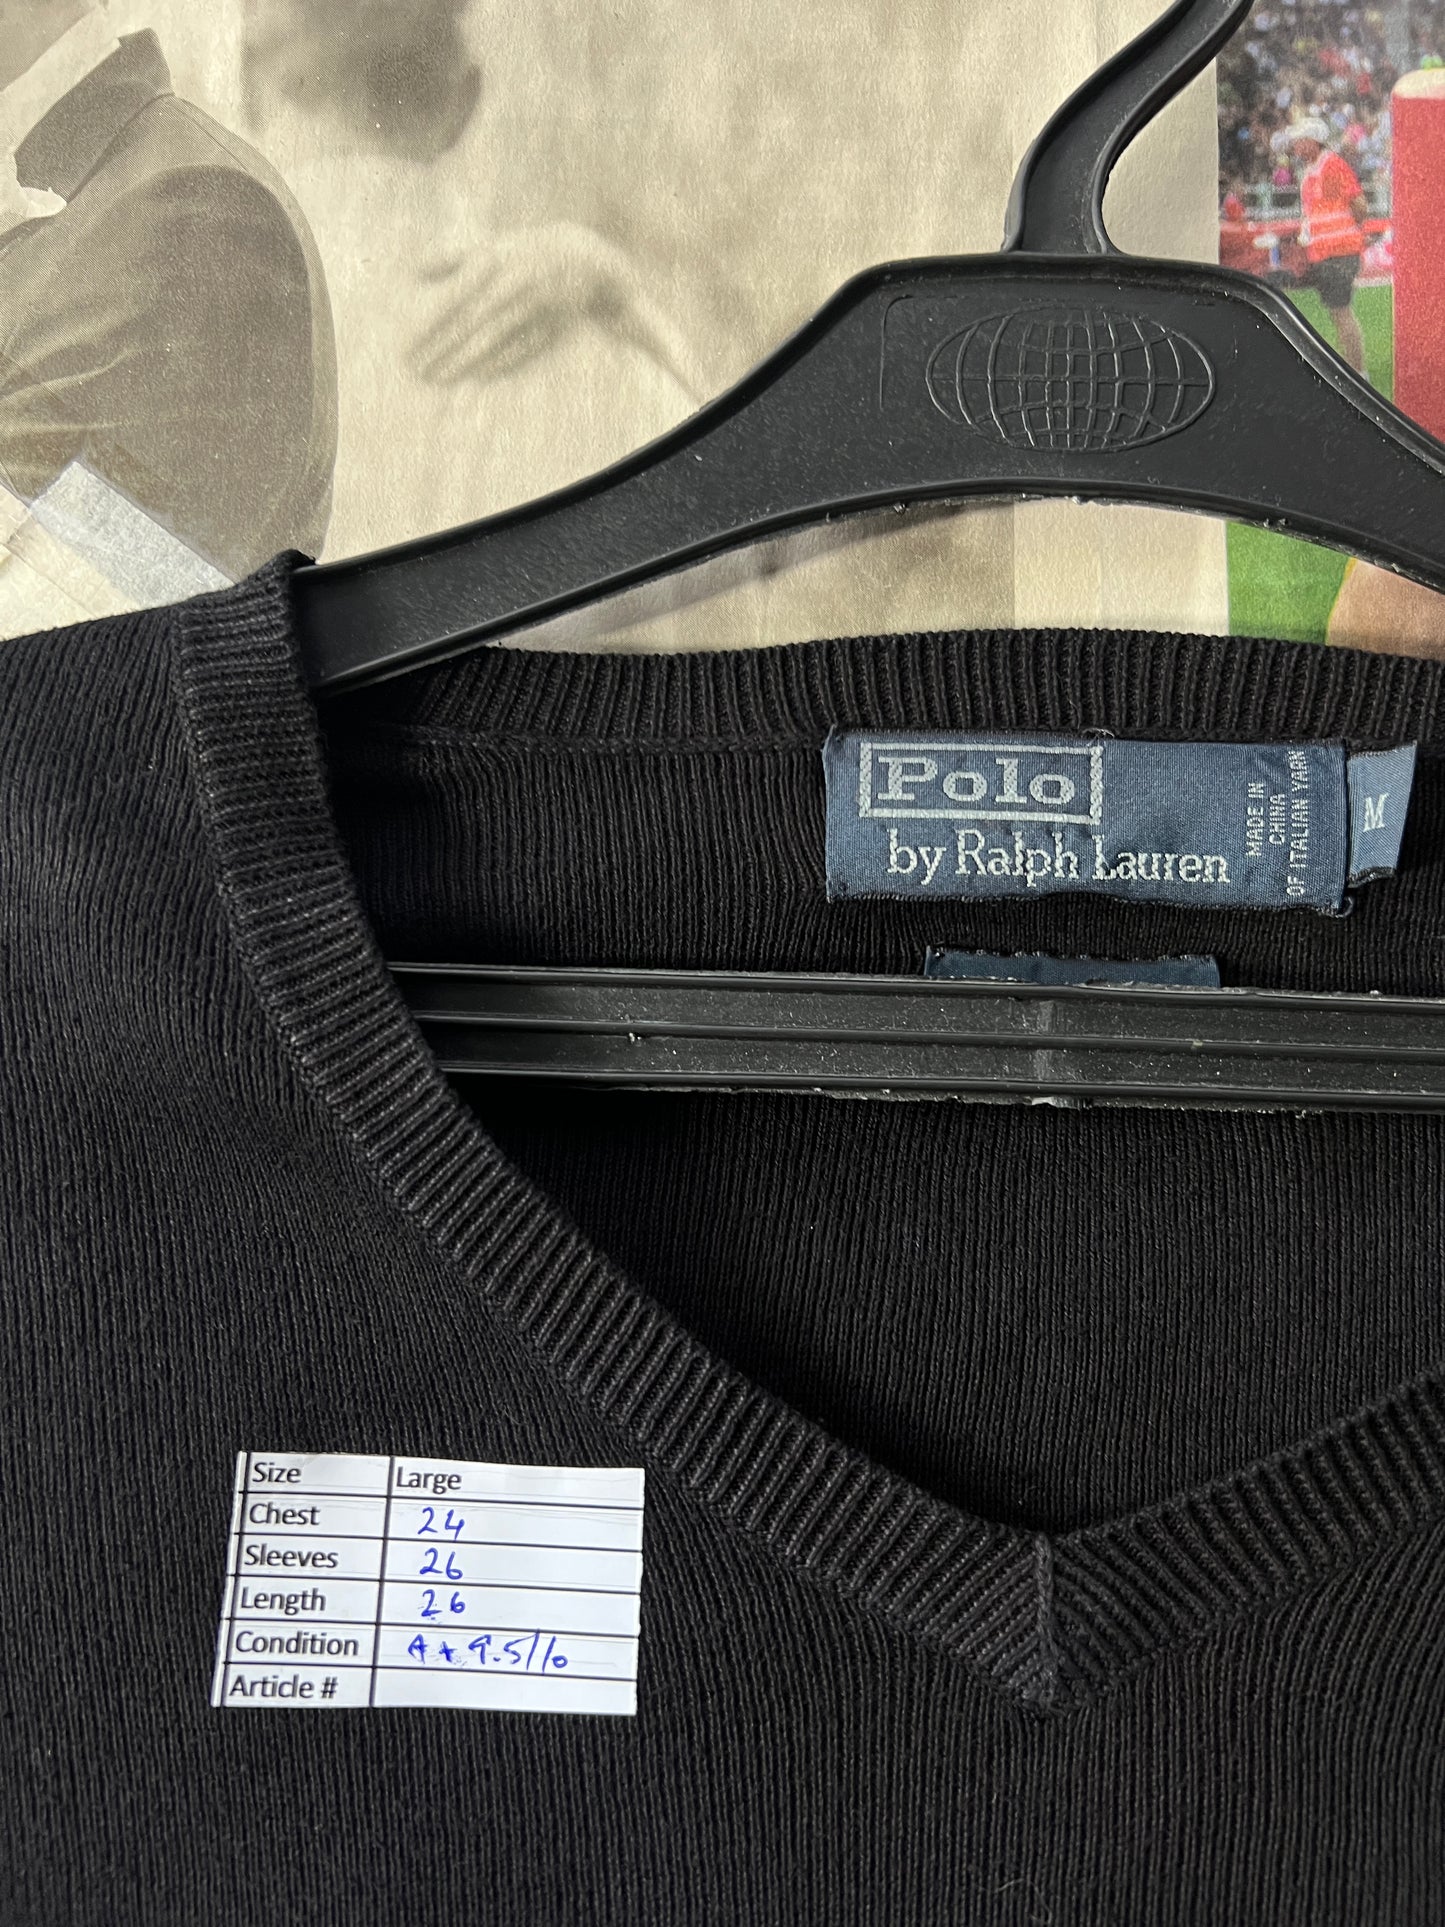 Polo
by Ralph Lauren
MADE IN
CHINA
OF ITALIAN YARN
M
Size Large
Chest 24
Sleeves 26
Length 26
Condition A+ 9.5/10
Article #